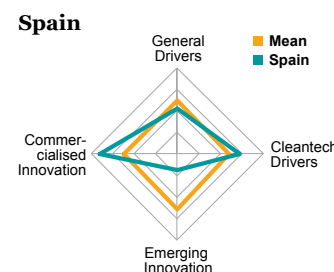 Spain
General
Drivers
Mean
Spain
Commer-
cialised
Innovation
Cleantech
Drivers
Emerging
Innovation